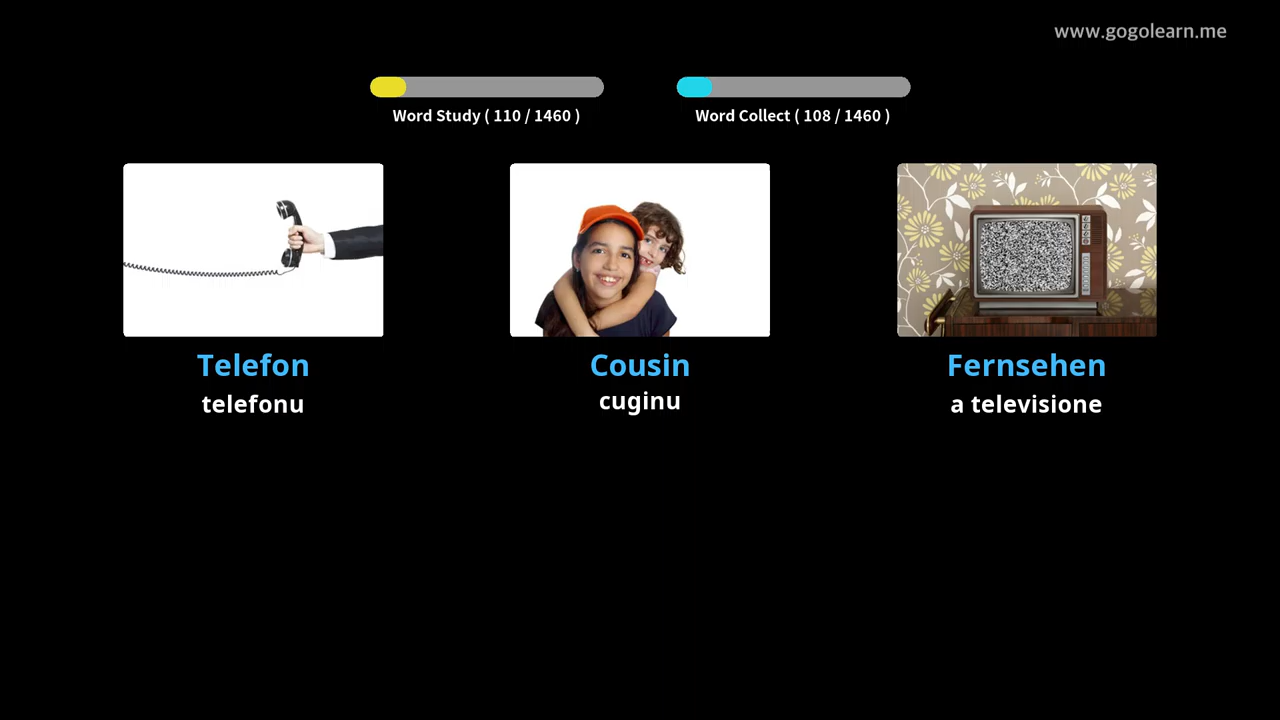 www.gogolearn.me
Word Study ( 110 / 1460 )
Word Collect ( 108 / 1460 )
Telefon
telefonu
Cousin
cuginu
Fernsehen
a televisione